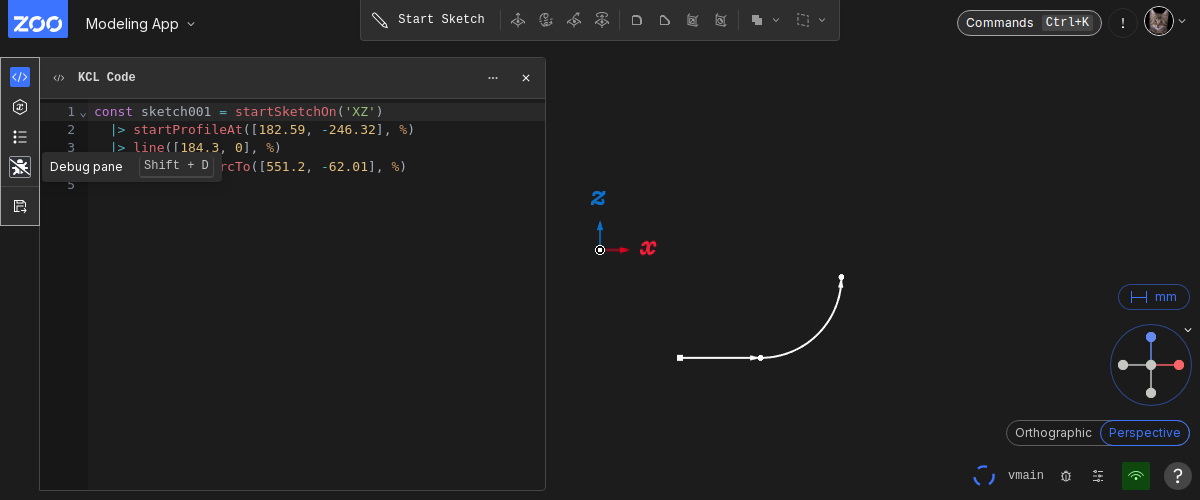 ZOO
Modeling App
Start Sketch
Commands Ctrl+K
!
KCL Code
1 const sketch001 = startSketchOn('XZ')
2 |> startProfileAt([182.59, -246.32], %)
3 |> line([184.3, 0], %)
Debug pane Shift + D
rcTo([551.2, -62.01], %)
5
z
x
mm
Orthographic Perspective
vmain
?